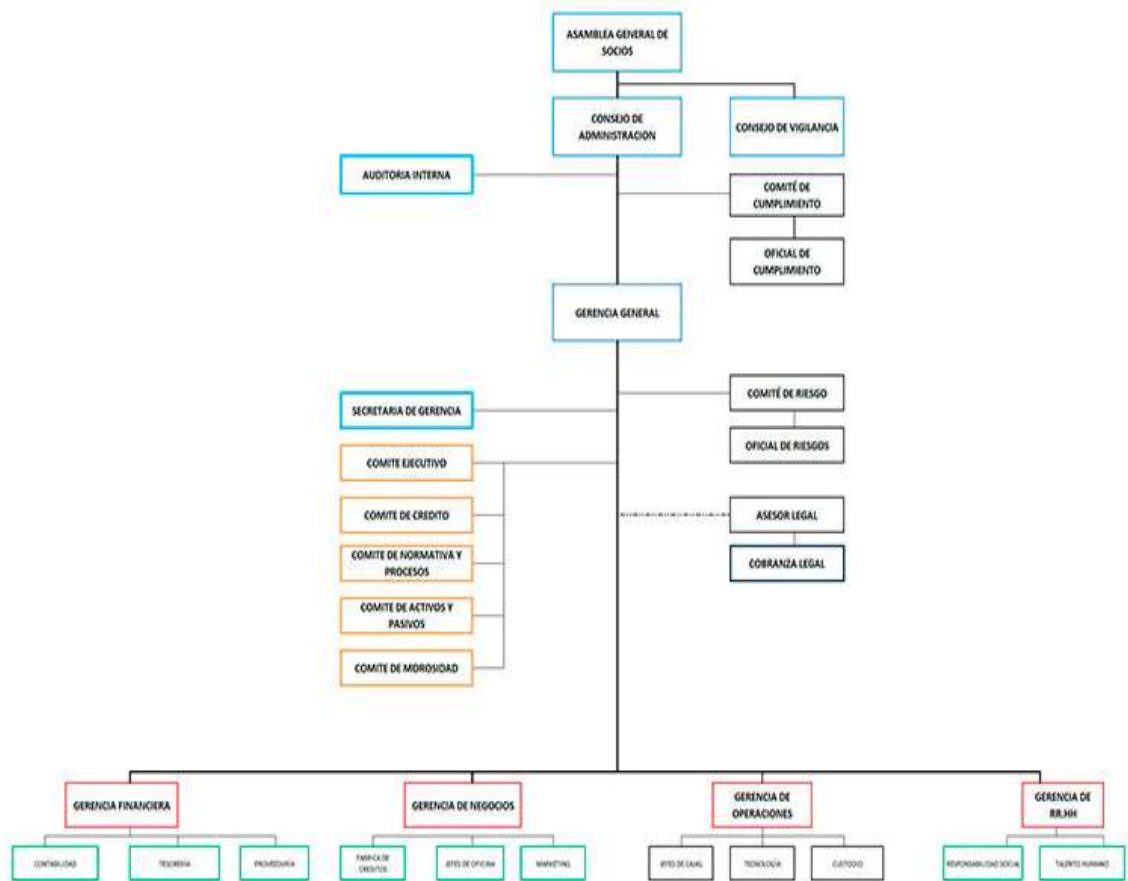 ASAMBLEA GENERAL DE
SOCIOS
CONSEJO DE
ADMINISTRACION
CONSEJO DE VIGILANCIA
AUDITORIA INTERNA
COMITÉ DE
CUMPLIMIENTO
OFICIAL DE
CUMPLIMIENTO
GERENCIA GENERAL
SECRETARIA DE GERENCIA
COMITÉ DE RIESGO
OFICIAL DE RIESGOS
COMITE EJECUTIVO
COMITE DE CREDITO
COMITE DE NORMATIVA Y
PROCESOS
COMITE DE ACTIVOS Y
PASIVOS
COMITE DE MOROSIDAD
ASESOR LEGAL
COBRANZA LEGAL
GERENCIA FINANCIERA
GERENCIA DE NEGOCIOS
GERENCIA DE
OPERACIONES
GERENCIA DE
RR.HH
CONTABILIDAD
TESORERÍA
PROVEEDURÍA
DE
CREDITOS
JEFES DE OFICINA
MARKETING
JEFES DE CAJAS
TECNOLOGÍA
CUSTODIO
RESPONSABILIDAD SOCIAL
TALENTO HUMANO